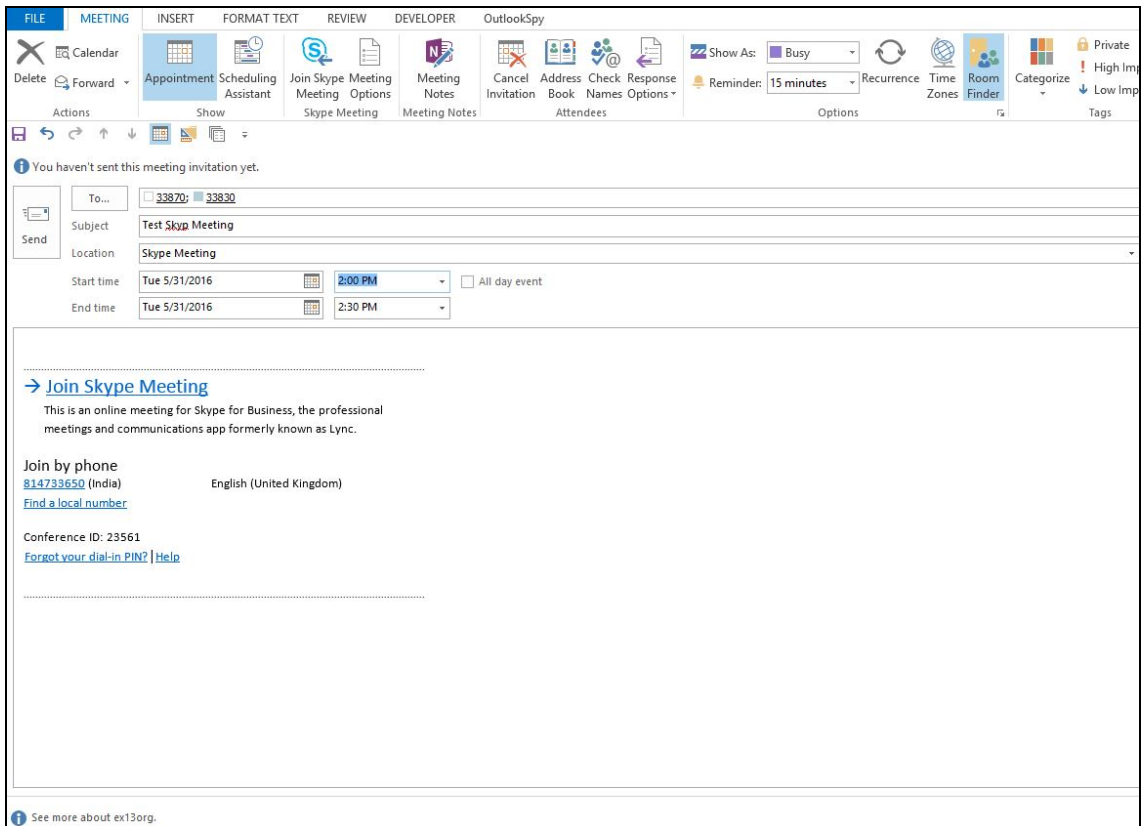 FILE MEETING INSERT FORMAT TEXT REVIEW DEVELOPER OutlookSpy
Delete
Calendar
Forward
Actions
Appointment
Scheduling
Assistant
Show
Join Skype
Meeting
Meeting
Options
Skype Meeting
Meeting
Notes
Meeting Notes
Cancel
Invitation
Address
Book
Check
Names
Response
Options
Attendees
Show As: Busy
Reminder: 15 minutes
Recurrence
Time
Zones
Room
Finder
Options
Categorize
Private
High Imp
Low Imp
Tags
You haven't sent this meeting invitation yet.
Send
To... 33870; 33830
Subject Test Skyp Meeting
Location Skype Meeting
Start time Tue 5/31/2016 2:00 PM All day event
End time Tue 5/31/2016 2:30 PM
→ Join Skype Meeting
This is an online meeting for Skype for Business, the professional
meetings and communications app formerly known as Lync.
Join by phone
814733650 (India) English (United Kingdom)
Find a local number
Conference ID: 23561
Forgot your dial-in PIN? | Help
See more about ex13org.